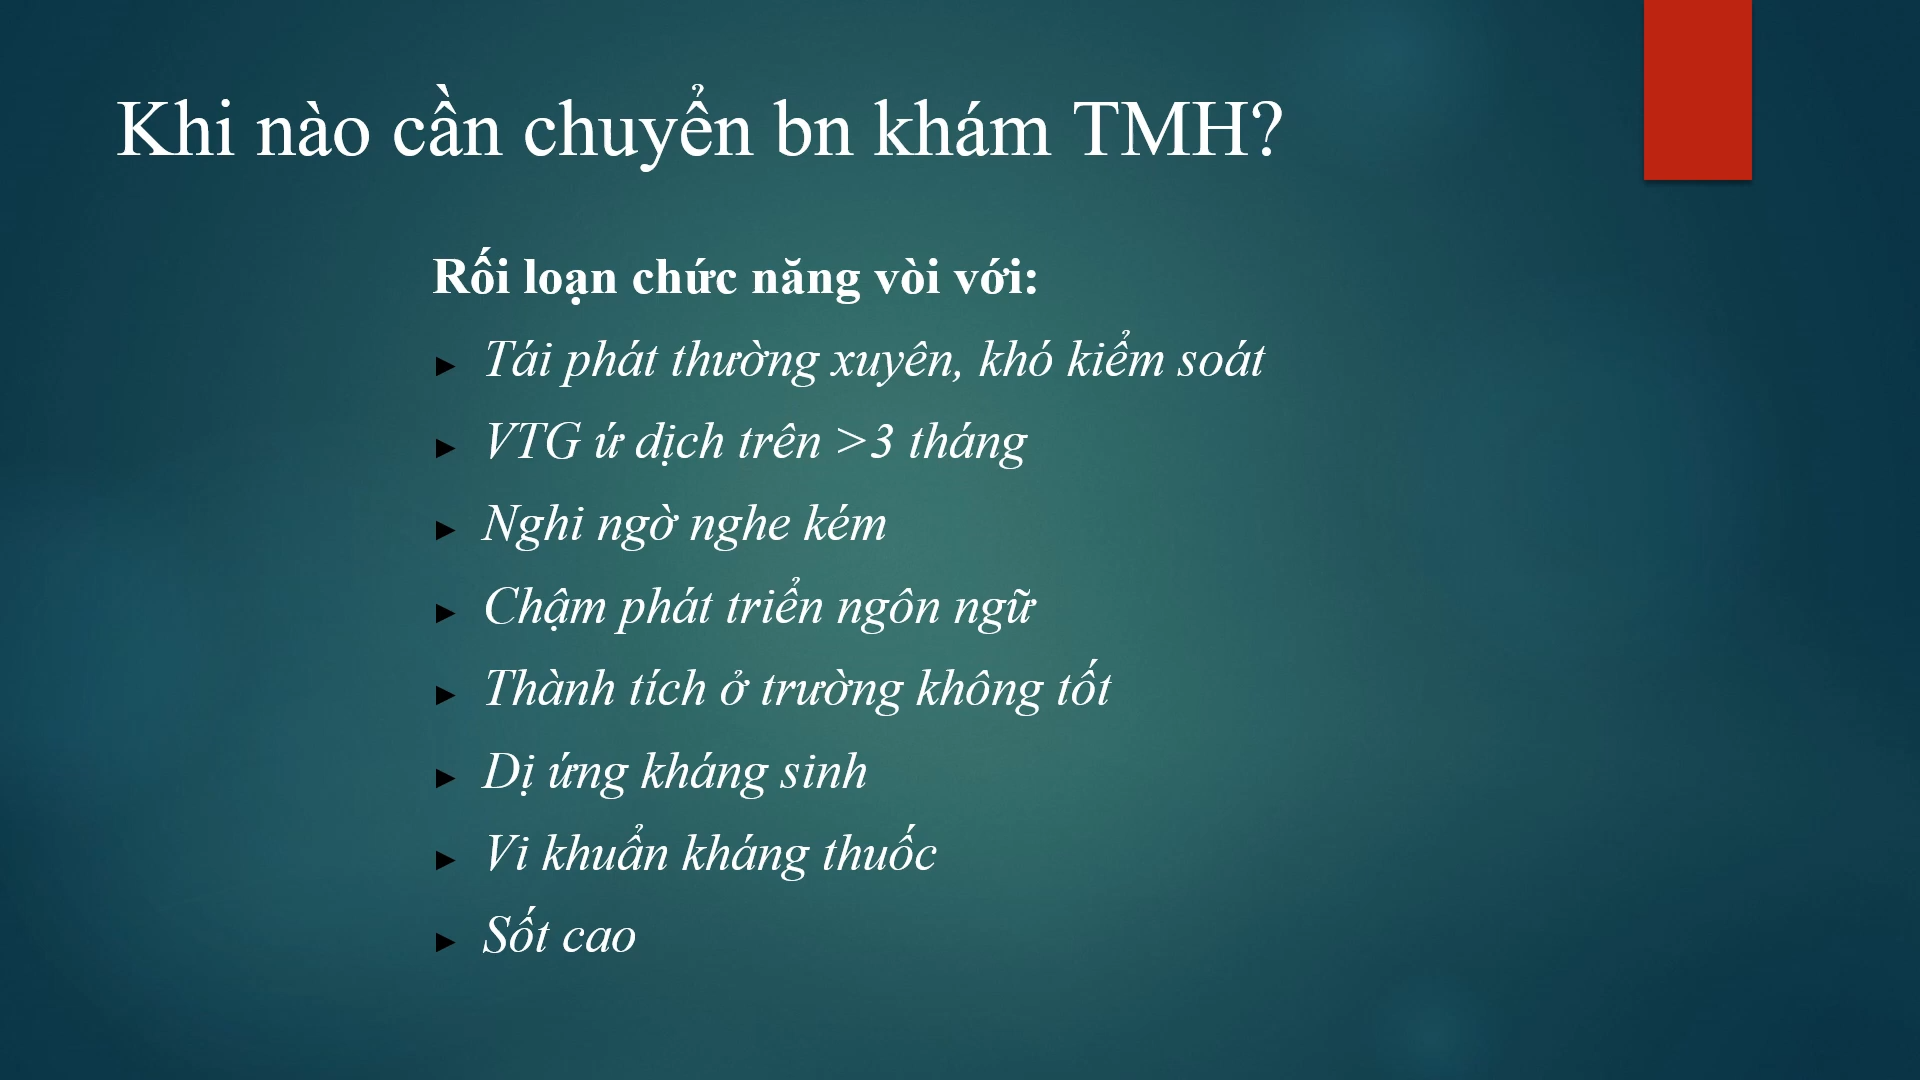 Khi nào cần chuyển bn khám TMH?
Rối loạn chức năng vòi với:
► Tái phát thường xuyên, khó kiểm soát
► VTG ứ dịch trên >3 tháng
► Nghi ngờ nghe kém
► Chậm phát triển ngôn ngữ
► Thành tích ở trường không tốt
► Dị ứng kháng sinh
► Vi khuẩn kháng thuốc
► Sốt cao